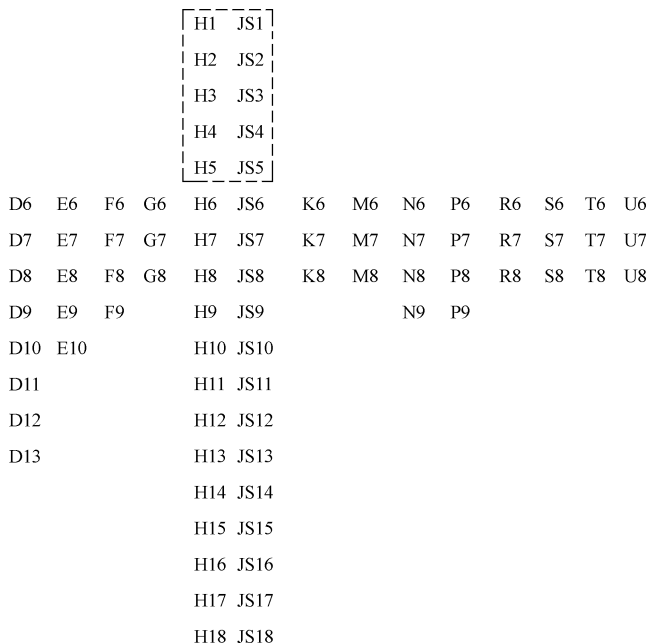 H1 JS1
H2 JS2
H3 JS3
H4 JS4
H5 JS5
D6 E6 F6 G6 H6 JS6 K6 M6 N6 P6 R6 S6 T6 U6
D7 E7 F7 G7 H7 JS7 K7 M7 N7 P7 R7 S7 T7 U7
D8 E8 F8 G8 H8 JS8 K8 M8 N8 P8 R8 S8 T8 U8
D9 E9 F9 H9 JS9 N9 P9
D10 E10 H10 JS10
D11 H11 JS11
D12 H12 JS12
D13 H13 JS13
H14 JS14
H15 JS15
H16 JS16
H17 JS17
H18 JS18